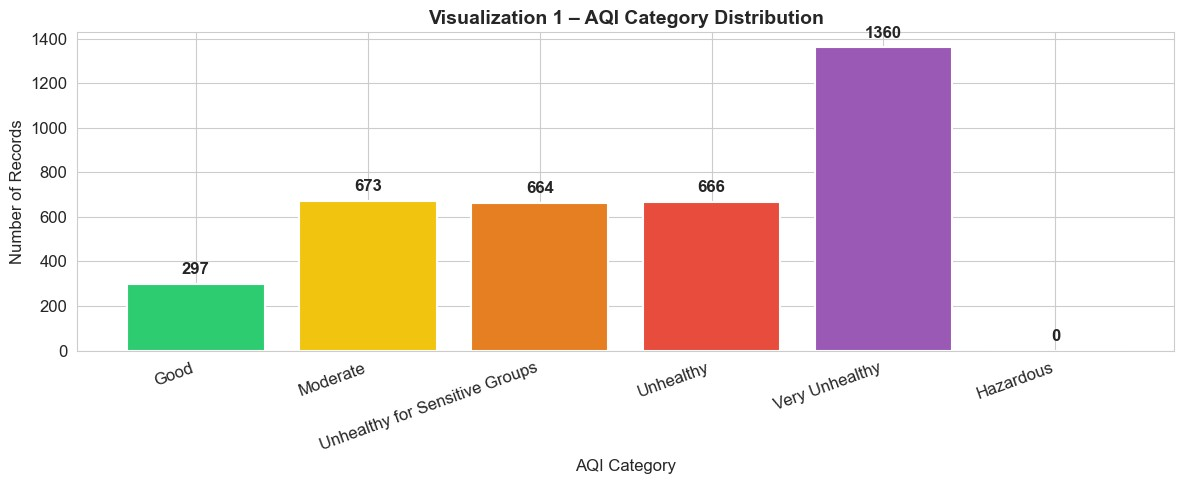 Visualization 1 – AQI Category Distribution
Number of Records
1400
1200
1000
800
600
400
200
0
297
673
664
666
1360
0
Good
Moderate
Unhealthy for Sensitive Groups
Unhealthy
Very Unhealthy
Hazardous
AQI Category